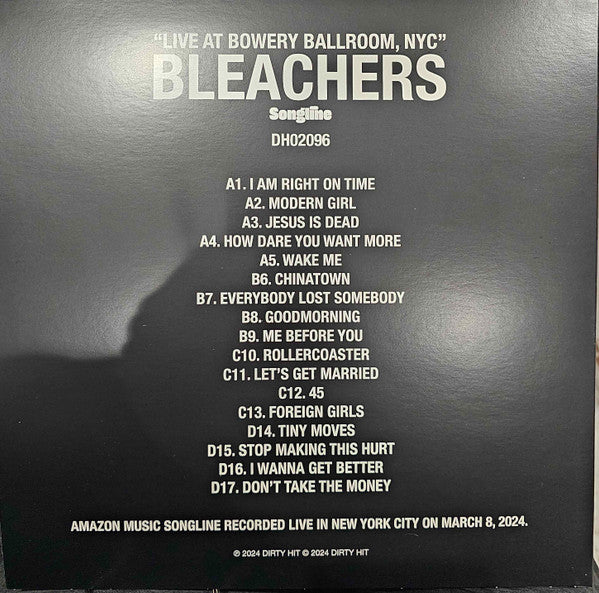 "LIVE AT BOWERY BALLROOM, NYC"
BLEACHERS
Songline
DH02096
A1. I AM RIGHT ON TIME
A2. MODERN GIRL
A3. JESUS IS DEAD
A4. HOW DARE YOU WANT MORE
A5. WAKE ME
B6. CHINATOWN
B7. EVERYBODY LOST SOMEBODY
B8. GOODMORNING
B9. ME BEFORE YOU
C10. ROLLERCOASTER
C11. LET'S GET MARRIED
C12. 45
C13. FOREIGN GIRLS
D14. TINY MOVES
D15. STOP MAKING THIS HURT
D16. I WANNA GET BETTER
D17. DON'T TAKE THE MONEY
AMAZON MUSIC SONGLINE RECORDED LIVE IN NEW YORK CITY ON MARCH 8, 2024.
℗ 2024 DIRTY HIT © 2024 DIRTY HIT